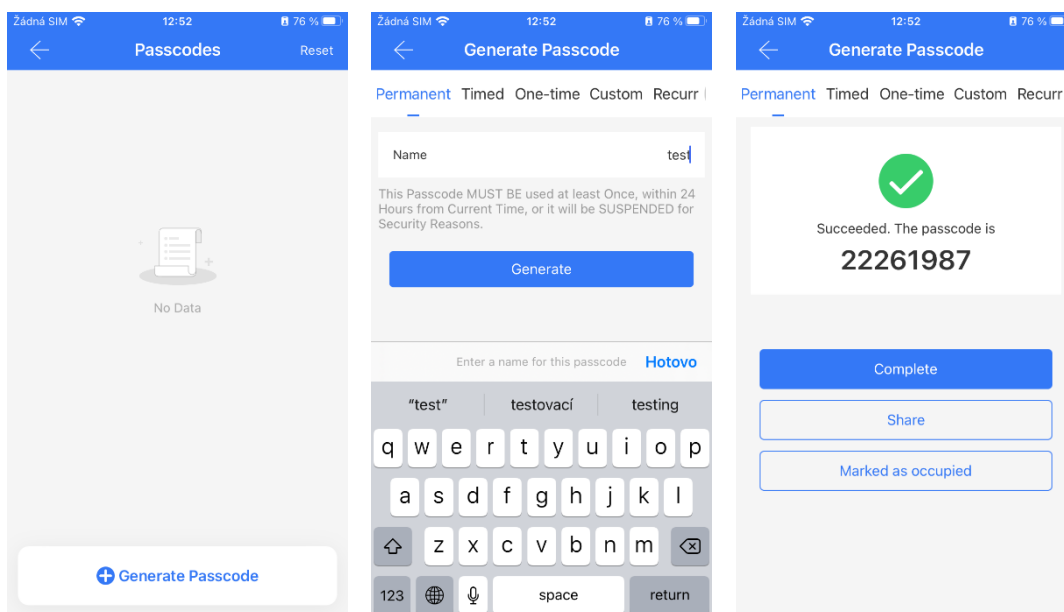 Žádná SIM 12:52 76 %
Passcodes Reset
No Data
Generate Passcode
Žádná SIM 12:52 76 %
Generate Passcode
Permanent Timed One-time Custom Recurr
Name test
This Passcode MUST BE used at least Once, within 24
Hours from Current Time, or it will be SUSPENDED for
Security Reasons.
Generate
Enter a name for this passcode Hotovo
“test” testovací testing
q w e r t y u i o p
a s d f g h j k l
z x c v b n m
123 space return
Žádná SIM 12:52 76 %
Generate Passcode
Permanent Timed One-time Custom Recurr
Succeeded. The passcode is
22261987
Complete
Share
Marked as occupied